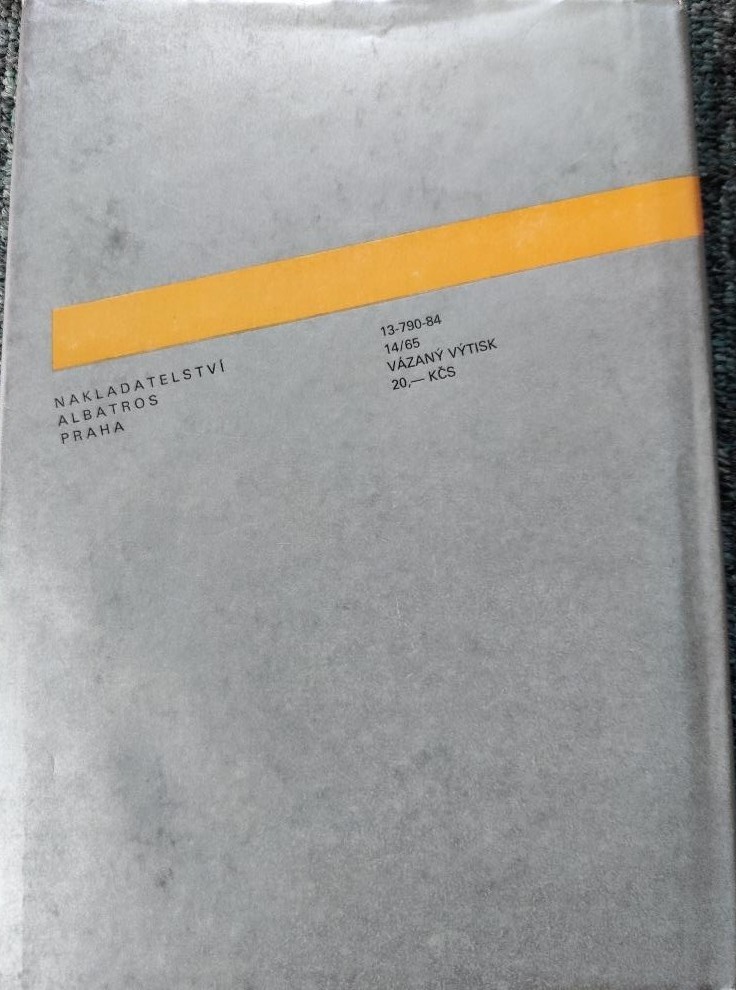 NAKLADATELSTVÍ
ALBATROS
PRAHA
13-790-84
14/65
VÁZANÝ VÝTISK
20,— KČS